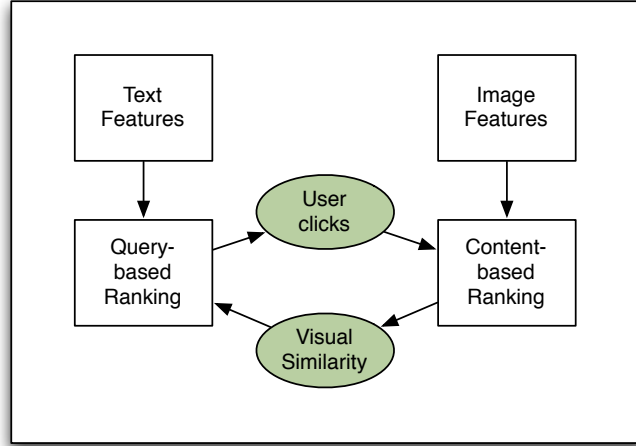 Text
Features
Image
Features
User
clicks
Query-
based
Ranking
Content-
based
Ranking
Visual
Similarity